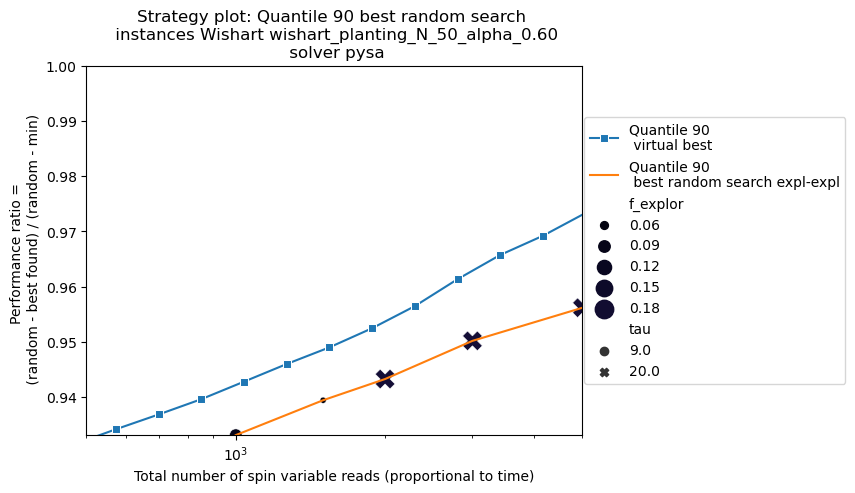 Strategy plot: Quantile 90 best random search
instances Wishart wishart_planting_N_50_alpha_0.60
solver pysa
1.00
0.99
0.98
0.97
0.96
0.95
0.94
Performance ratio =
(random - best found) / (random - min)
10^3
Total number of spin variable reads (proportional to time)
Quantile 90
virtual best
Quantile 90
best random search expl-expl
f_explor
0.06
0.09
0.12
0.15
0.18
tau
9.0
20.0